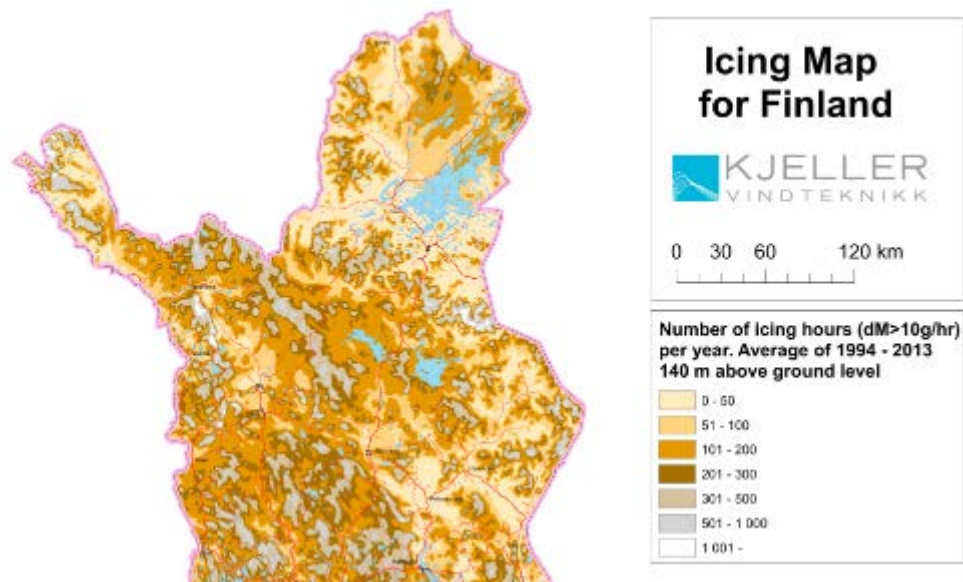 Icing Map
for Finland
KJELLER
VINDTEKNIKK
0 30 60 120 km
Number of icing hours (dM>10g/hr)
per year. Average of 1994 - 2013
140 m above ground level
0 - 50
51 - 100
101 - 200
201 - 300
301 - 500
501 - 1 000
1 001 -